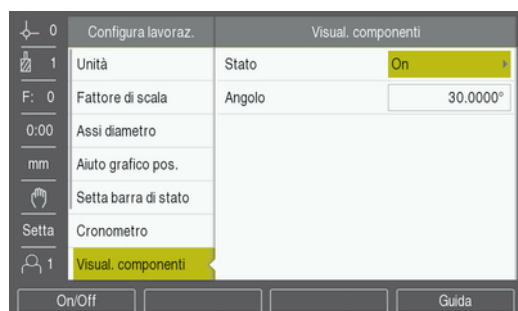 0 Configura lavoraz. Visual. componenti
1 Unità Stato On
F: 0 Fattore di scala Angolo 30.0000°
0:00 Assi diametro
mm Aiuto grafico pos.
Setta barra di stato
Setta Cronometro
1 Visual. componenti
On/Off Guida